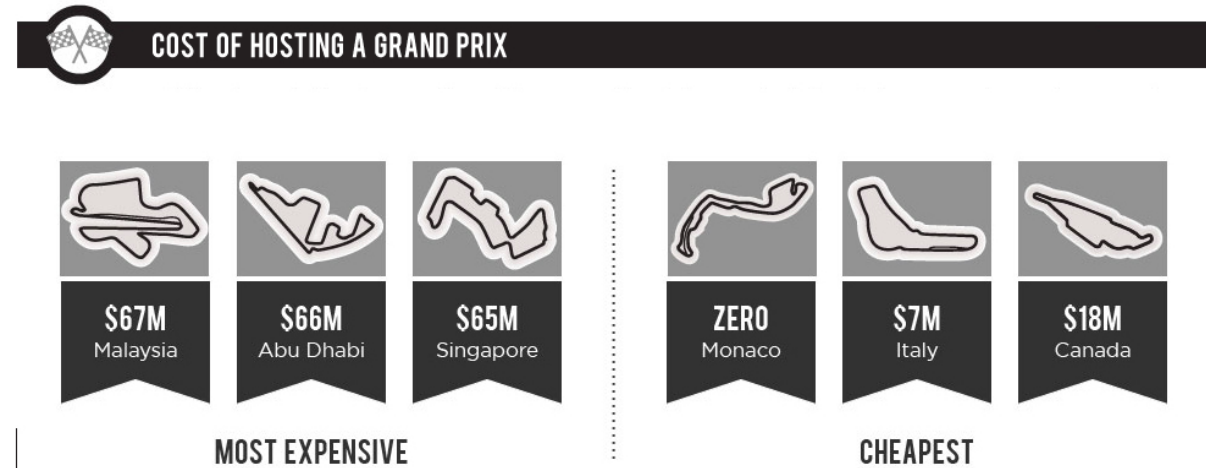 COST OF HOSTING A GRAND PRIX
$67M
Malaysia
$66M
Abu Dhabi
$65M
Singapore
MOST EXPENSIVE
ZERO
Monaco
$7M
Italy
$18M
Canada
CHEAPEST